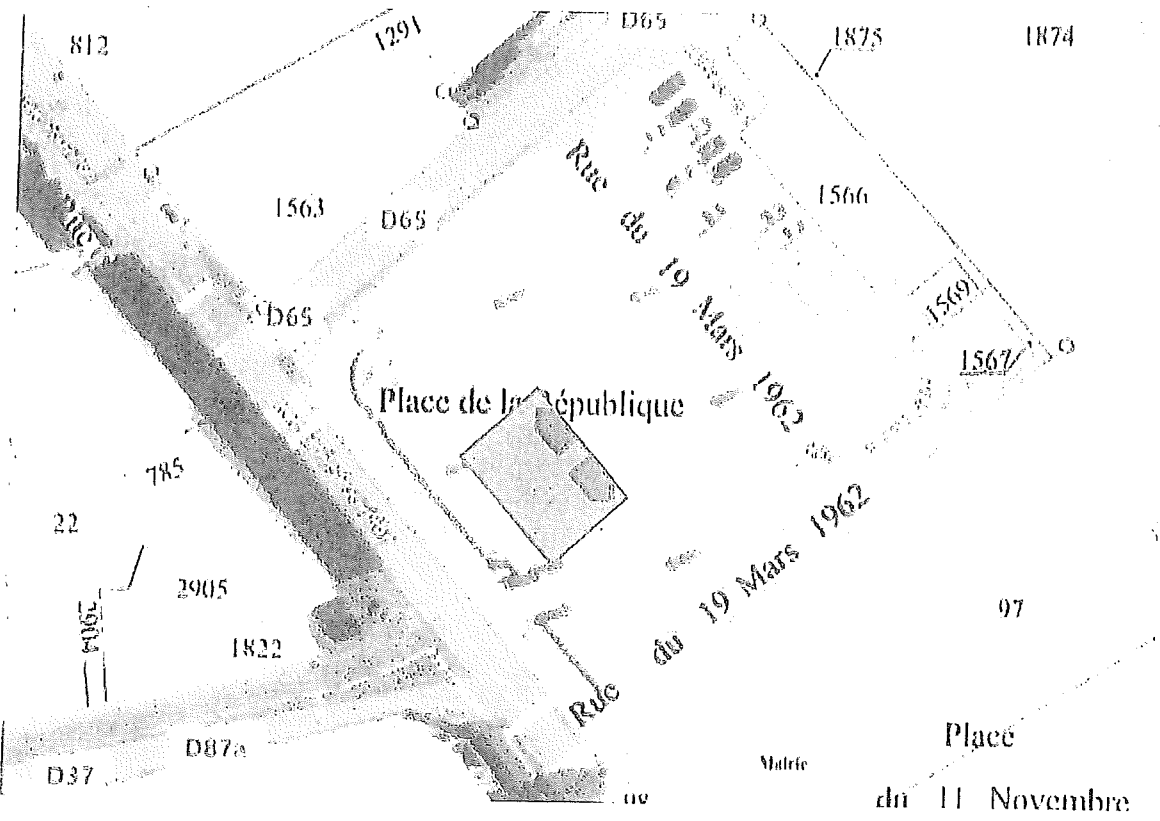 D65
812
1291
1875
1874
1563
D65
1566
Rue du 19 Mars 1962
1569
D65
1567
Place de la République
785
22
Rue du 19 Mars 1962
2905
2904
97
1822
Place
D87a
Mairie
D37
du 11 Novembre